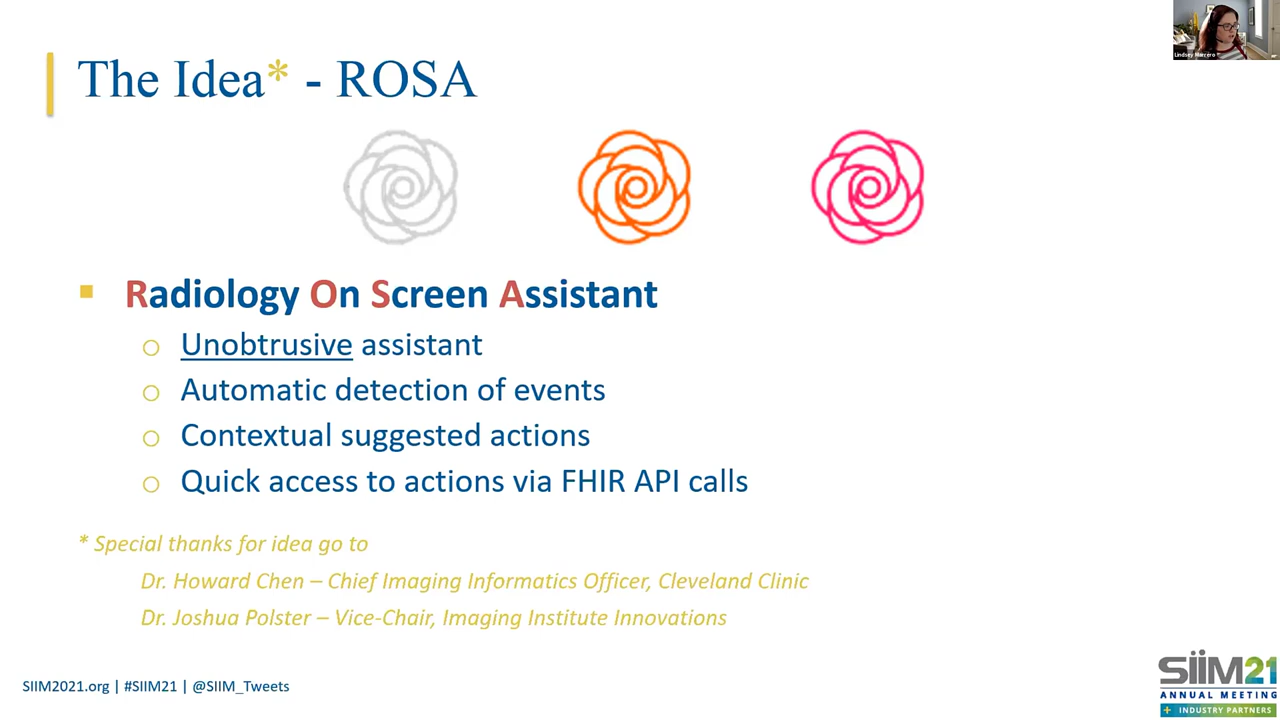 Lindsey Marrero
The Idea* - ROSA
Radiology On Screen Assistant
Unobtrusive assistant
Automatic detection of events
Contextual suggested actions
Quick access to actions via FHIR API calls
* Special thanks for idea go to
Dr. Howard Chen – Chief Imaging Informatics Officer, Cleveland Clinic
Dr. Joshua Polster – Vice-Chair, Imaging Institute Innovations
SIIM2021.org | #SIIM21 | @SIIM_Tweets
SiiM21
ANNUAL MEETING
+ INDUSTRY PARTNERS